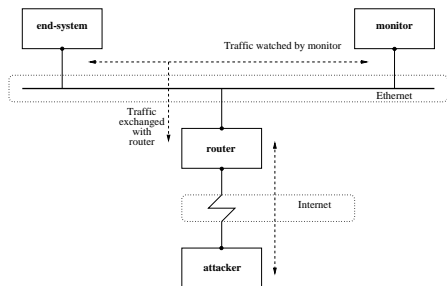 end-system
monitor
Traffic watched by monitor
Ethernet
Traffic
exchanged
with
router
router
Internet
attacker